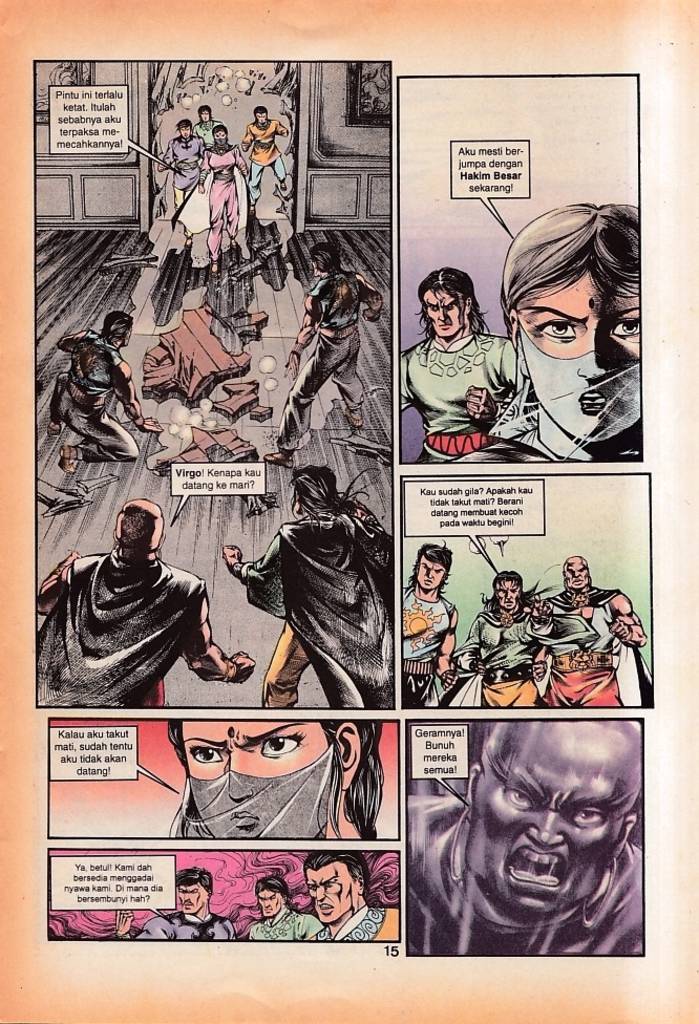 Pintu ini terlalu
ketat. Itulah
sebabnya aku
terpaksa me-
mecahkannya!
Virgo! Kenapa kau
datang ke mari?
Aku mesti ber-
jumpa dengan
Hakim Besar
sekarang!
Kau sudah gila? Apakah kau
tidak takut mati? Berani
datang membuat kecoh
pada waktu begini!
Kalau aku takut
mati, sudah tentu
aku tidak akan
datang!
Ya, betul! Kami dah
bersedia menggadai
nyawa kami. Di mana dia
bersembunyi hah?
Geramnya!
Bunuh
mereka
semua!
15